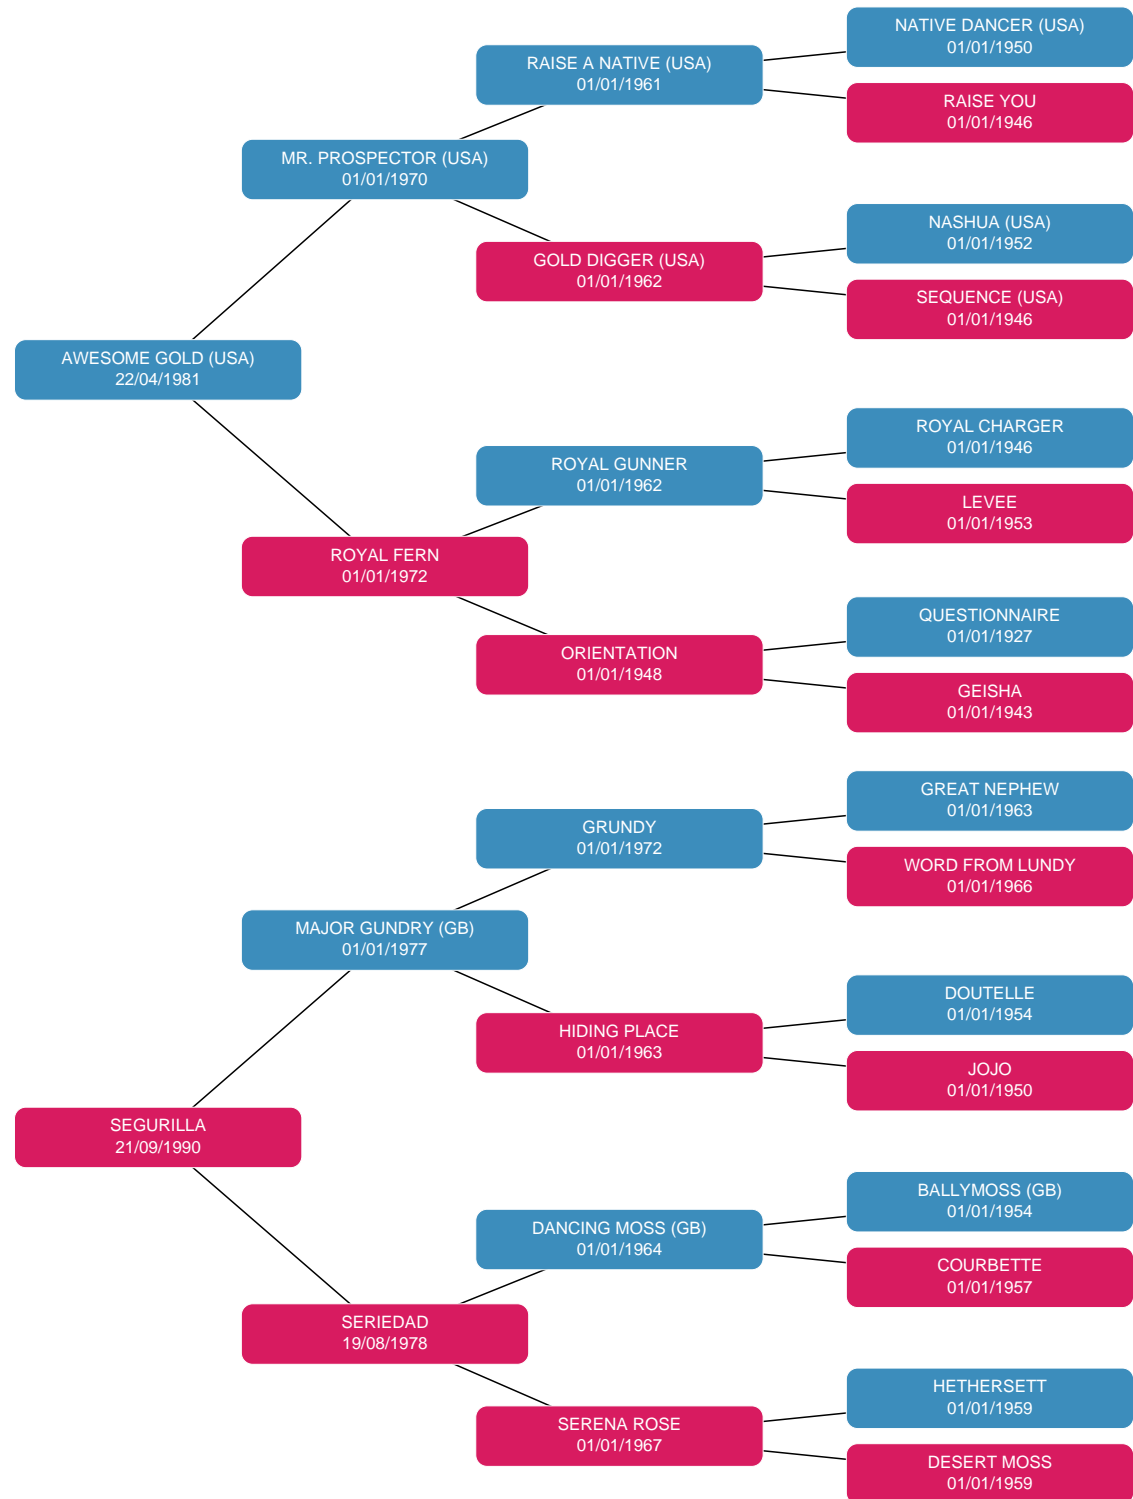 NATIVE DANCER (USA)
01/01/1950
RAISE A NATIVE (USA)
01/01/1961
RAISE YOU
01/01/1946
MR. PROSPECTOR (USA)
01/01/1970
NASHUA (USA)
01/01/1952
GOLD DIGGER (USA)
01/01/1962
SEQUENCE (USA)
01/01/1946
AWESOME GOLD (USA)
22/04/1981
ROYAL CHARGER
01/01/1946
ROYAL GUNNER
01/01/1962
LEVEE
01/01/1953
ROYAL FERN
01/01/1972
QUESTIONNAIRE
01/01/1927
ORIENTATION
01/01/1948
GEISHA
01/01/1943
GREAT NEPHEW
01/01/1963
GRUNDY
01/01/1972
WORD FROM LUNDY
01/01/1966
MAJOR GUNDRY (GB)
01/01/1977
DOUTELLE
01/01/1954
HIDING PLACE
01/01/1963
JOJO
01/01/1950
SEGURILLA
21/09/1990
BALLYMOSS (GB)
01/01/1954
DANCING MOSS (GB)
01/01/1964
COURBETTE
01/01/1957
SERIEDAD
19/08/1978
HETHERSETT
01/01/1959
SERENA ROSE
01/01/1967
DESERT MOSS
01/01/1959